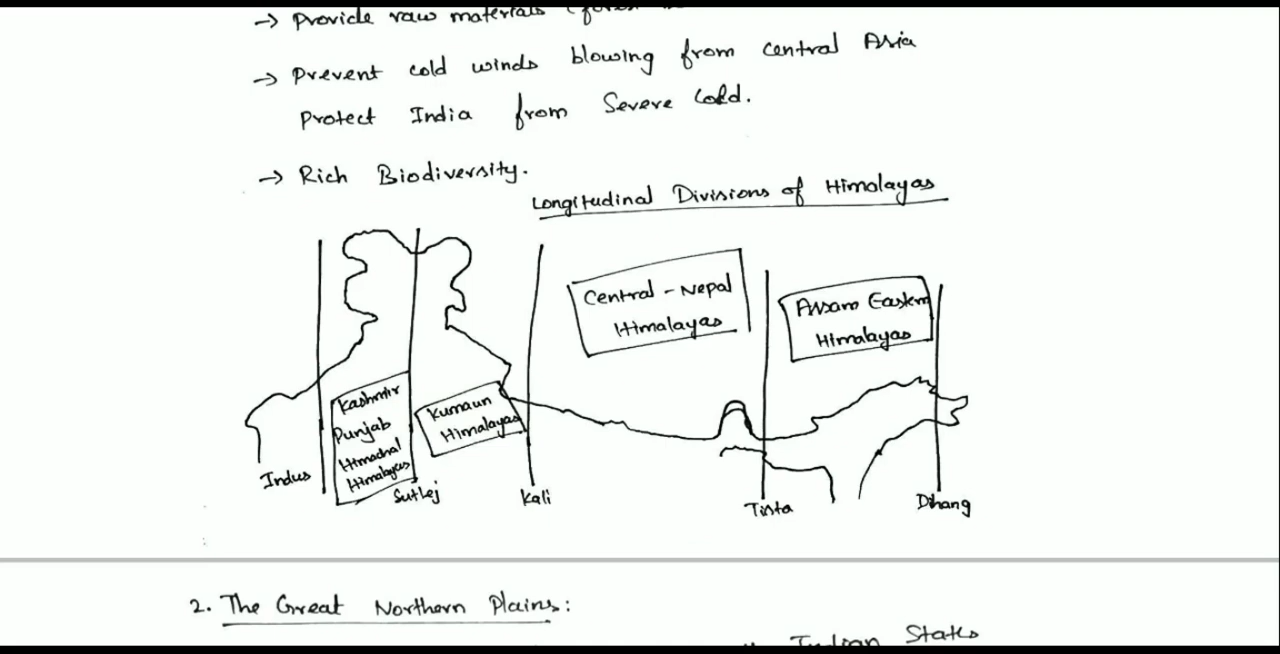 → Provide raw materials
→ Prevent cold winds blowing from Central Asia
Protect India from Severe Cold.
→ Rich Biodiversity.
Longitudinal Divisions of Himalayas
Central - Nepal
Himalayas
Assam Eastern
Himalayas
Kashmir
Punjab
Himachal
Himalayas
Kumaun
Himalayas
Indus
Sutlej
Kali
Tista
Dihang
2. The Great Northern Plains:
Indian States